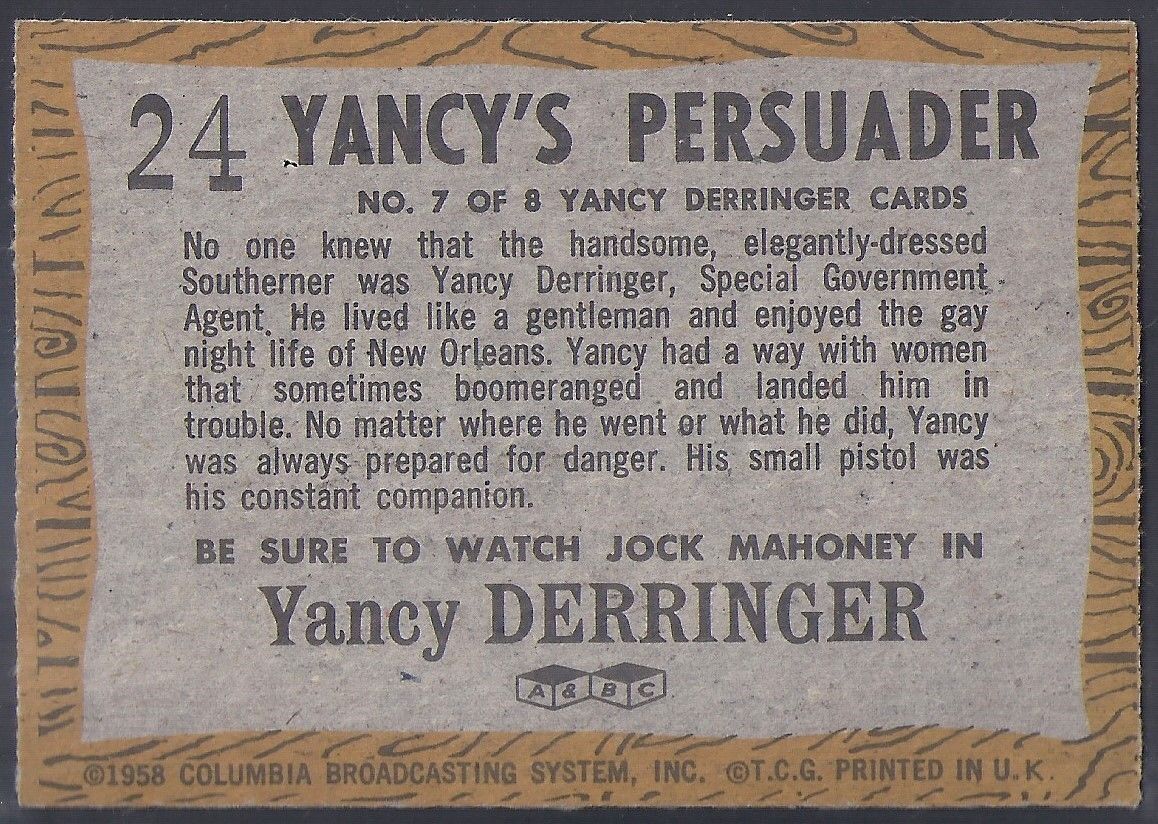 24 YANCY'S PERSUADER
NO. 7 OF 8 YANCY DERRINGER CARDS
No one knew that the handsome, elegantly-dressed
Southerner was Yancy Derringer, Special Government
Agent. He lived like a gentleman and enjoyed the gay
night life of New Orleans. Yancy had a way with women
that sometimes boomeranged and landed him in
trouble. No matter where he went or what he did, Yancy
was always prepared for danger. His small pistol was
his constant companion.
BE SURE TO WATCH JOCK MAHONEY IN
Yancy DERRINGER
A & B C
©1958 COLUMBIA BROADCASTING SYSTEM, INC. ©T.C.G. PRINTED IN U.K.